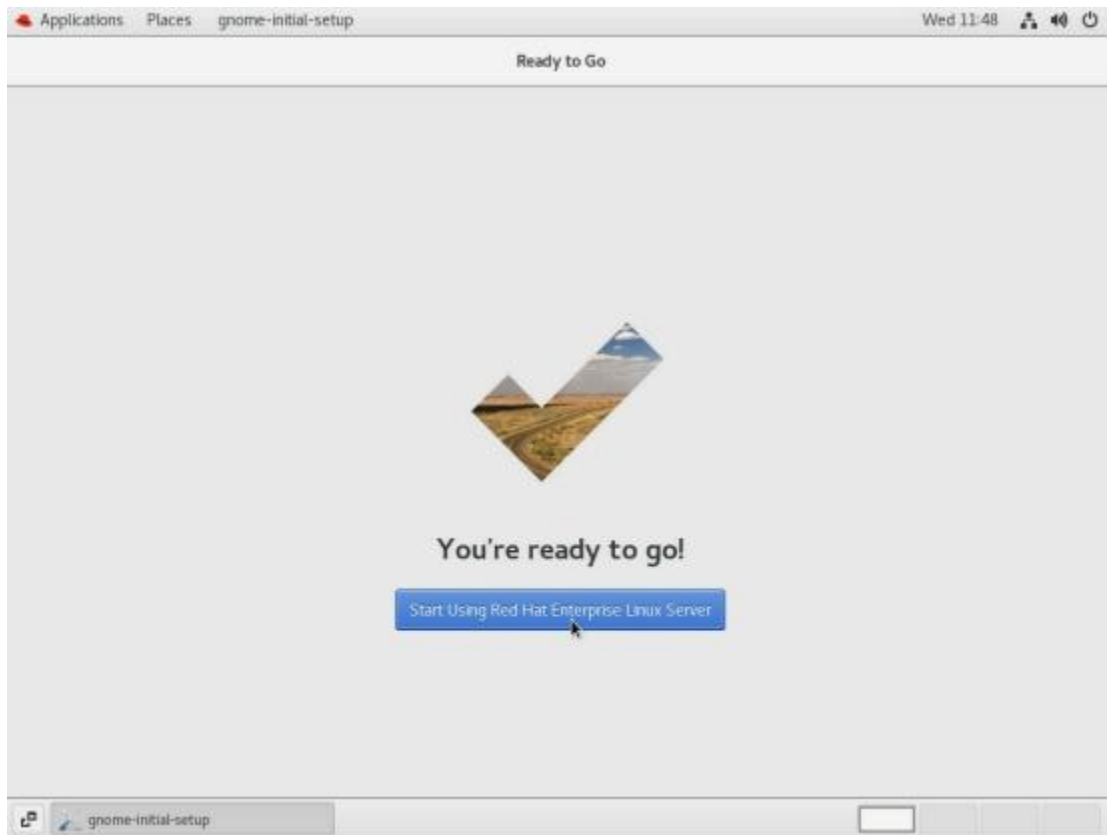 Applications Places gnome-initial-setup Wed 11:48
Ready to Go
You're ready to go!
Start Using Red Hat Enterprise Linux Server
gnome-initial-setup